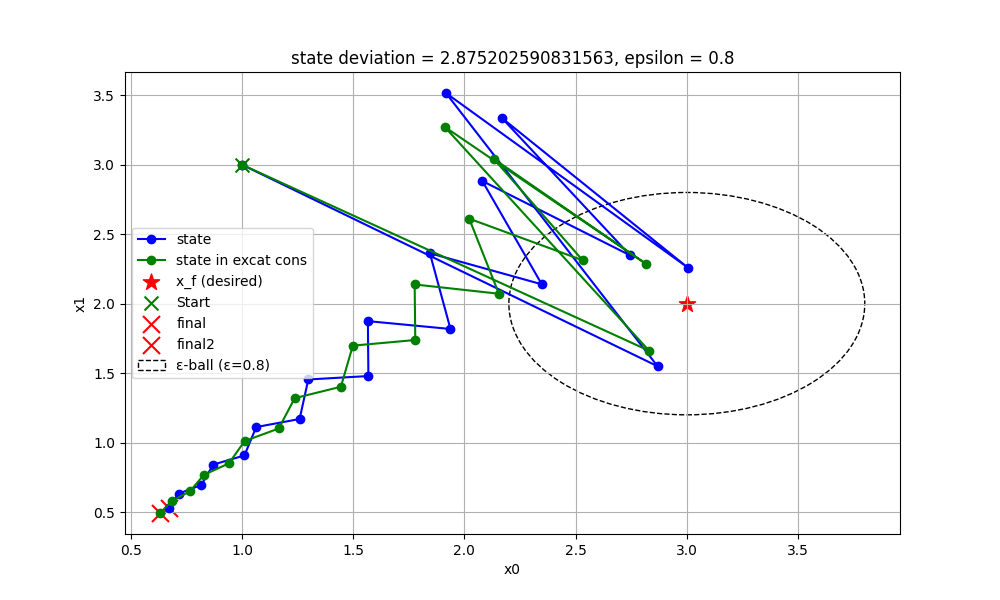 state deviation = 2.875202590831563, epsilon = 0.8
x1
3.5
3.0
2.5
2.0
1.5
1.0
0.5
state
state in excat cons
x_f (desired)
Start
final
final2
ε-ball (ε=0.8)
0.5 1.0 1.5 2.0 2.5 3.0 3.5
x0